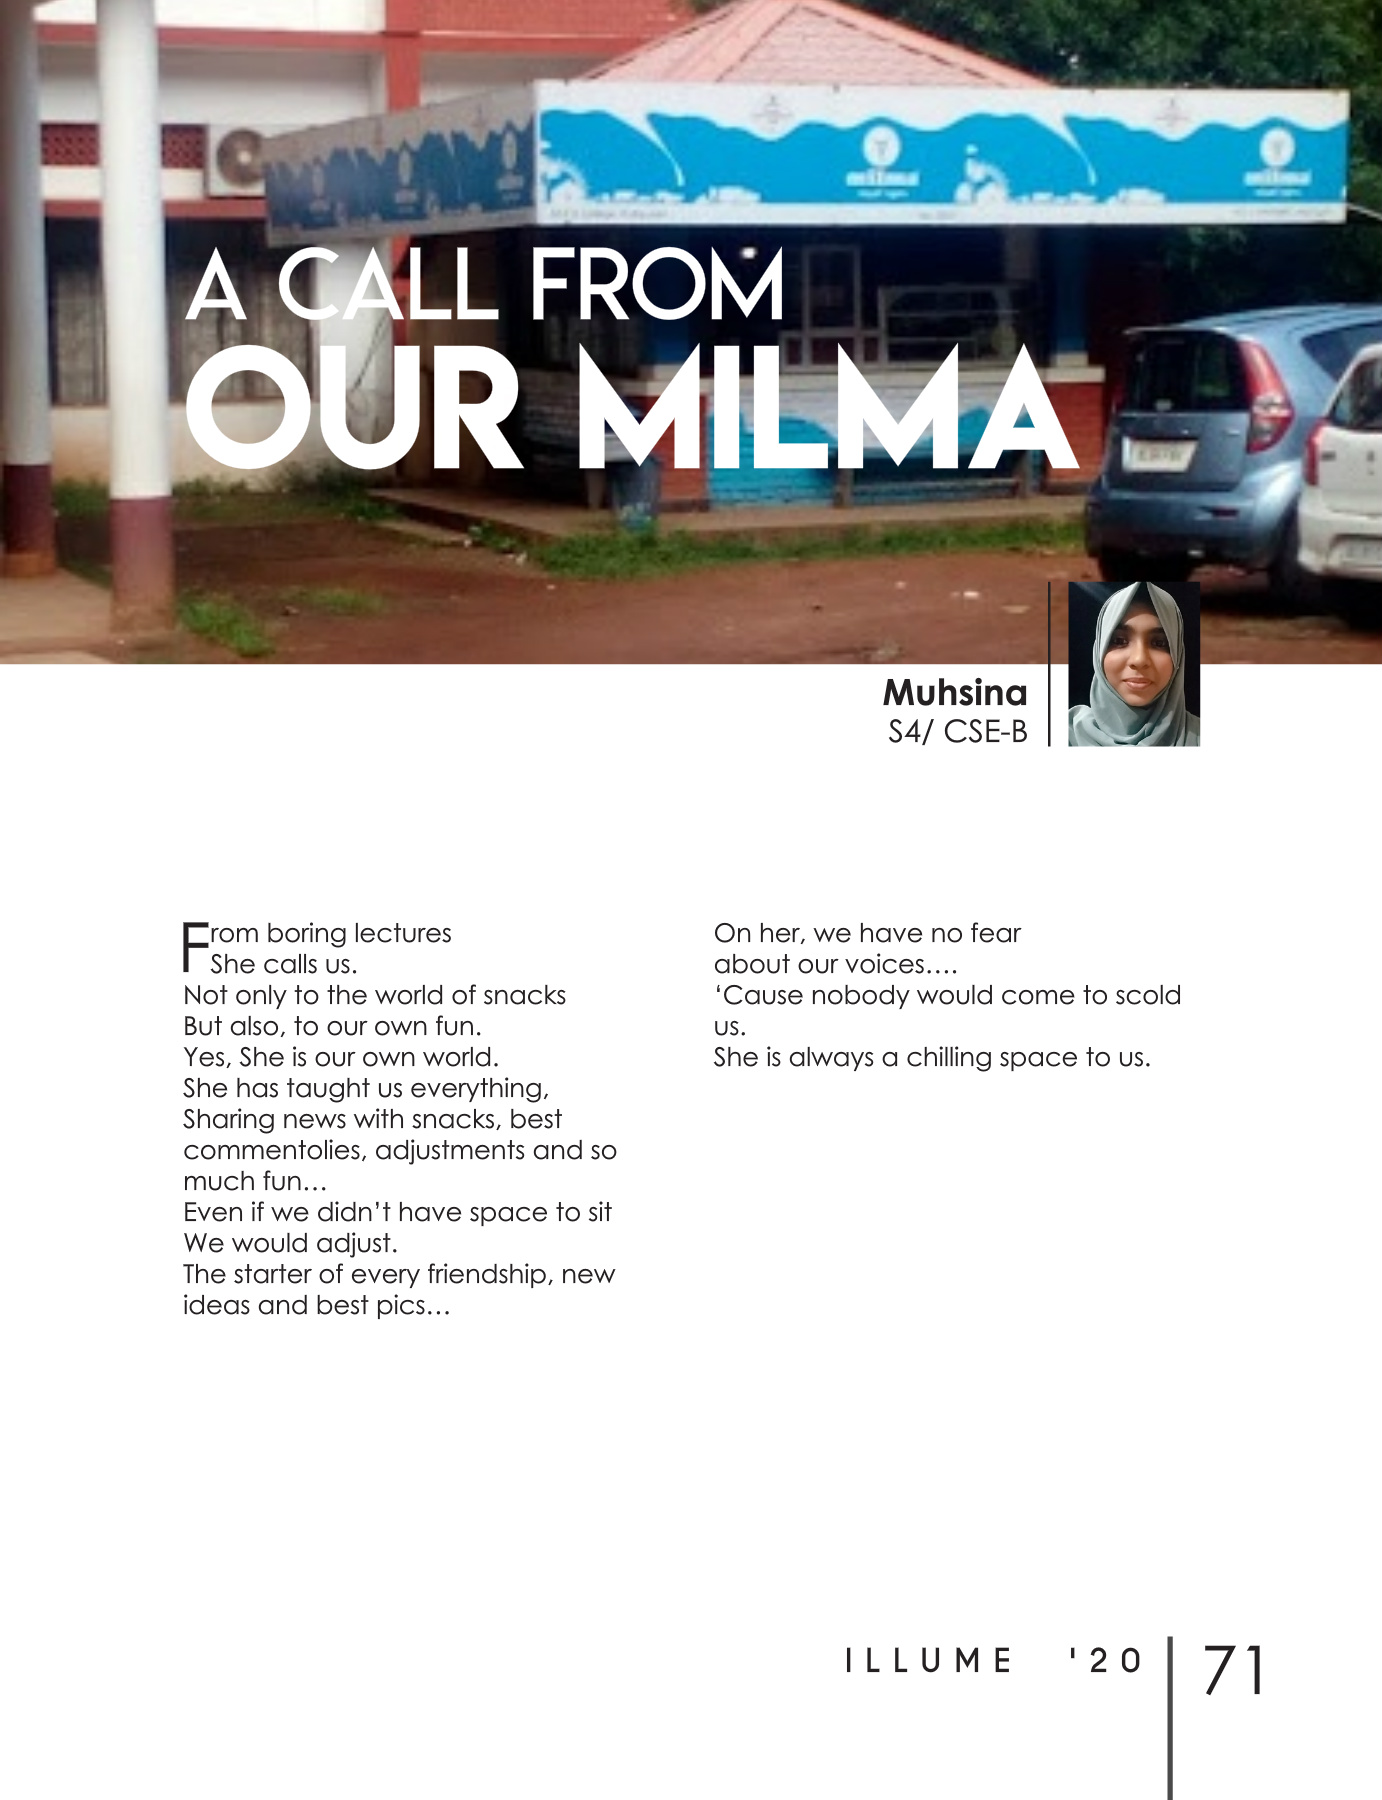 A CALL FROM
OUR MILMA
Muhsina
S4/ CSE-B
From boring lectures
She calls us.
Not only to the world of snacks
But also, to our own fun.
Yes, She is our own world.
She has taught us everything,
Sharing news with snacks, best
commentolies, adjustments and so
much fun…
Even if we didn’t have space to sit
We would adjust.
The starter of every friendship, new
ideas and best pics…
On her, we have no fear
about our voices….
‘Cause nobody would come to scold
us.
She is always a chilling space to us.
ILLUME '20
71